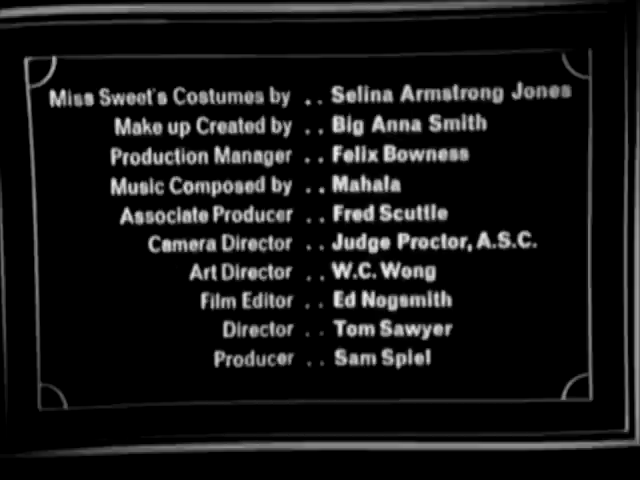 Miss Sweet's Costumes by .. Selina Armstrong Jones
Make up Created by .. Big Anna Smith
Production Manager .. Felix Bowness
Music Composed by .. Mahala
Associate Producer .. Fred Scuttle
Camera Director .. Judge Proctor, A.S.C.
Art Director .. W.C. Wong
Film Editor .. Ed Nogsmith
Director .. Tom Sawyer
Producer .. Sam Spiel